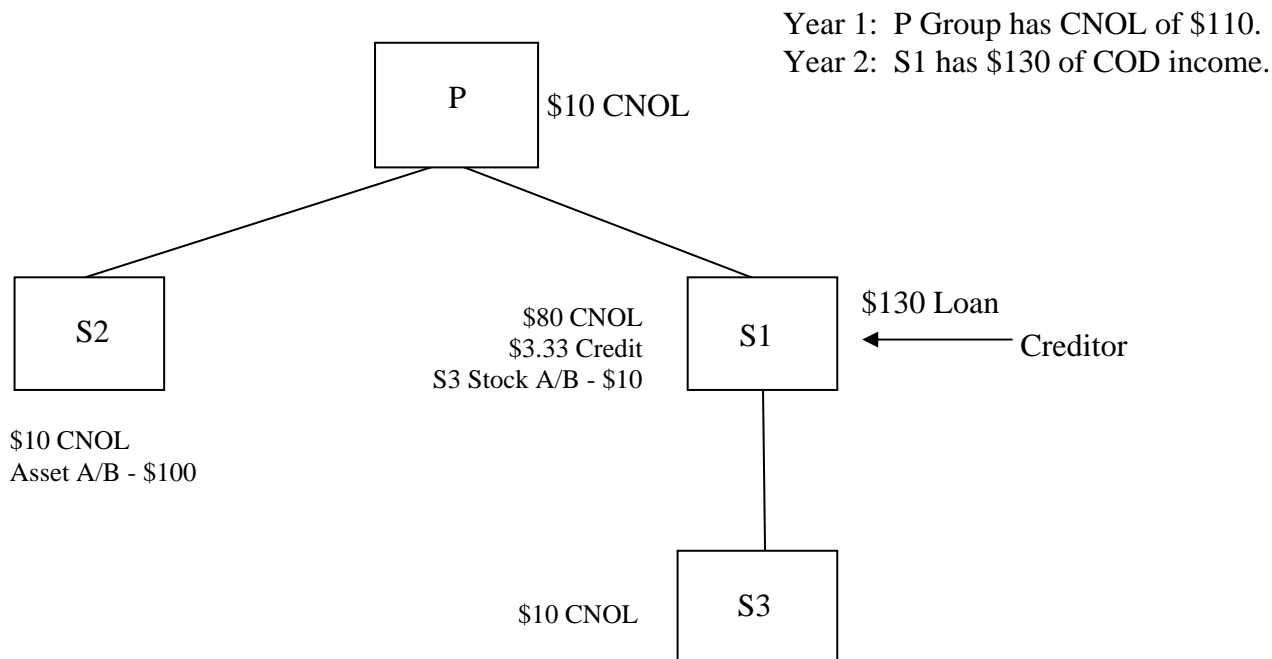 Year 1: P Group has CNOL of $110.
Year 2: S1 has $130 of COD income.
P
$10 CNOL
S2
$10 CNOL
Asset A/B - $100
$80 CNOL
$3.33 Credit
S3 Stock A/B - $10
S1
$130 Loan
Creditor
$10 CNOL
S3